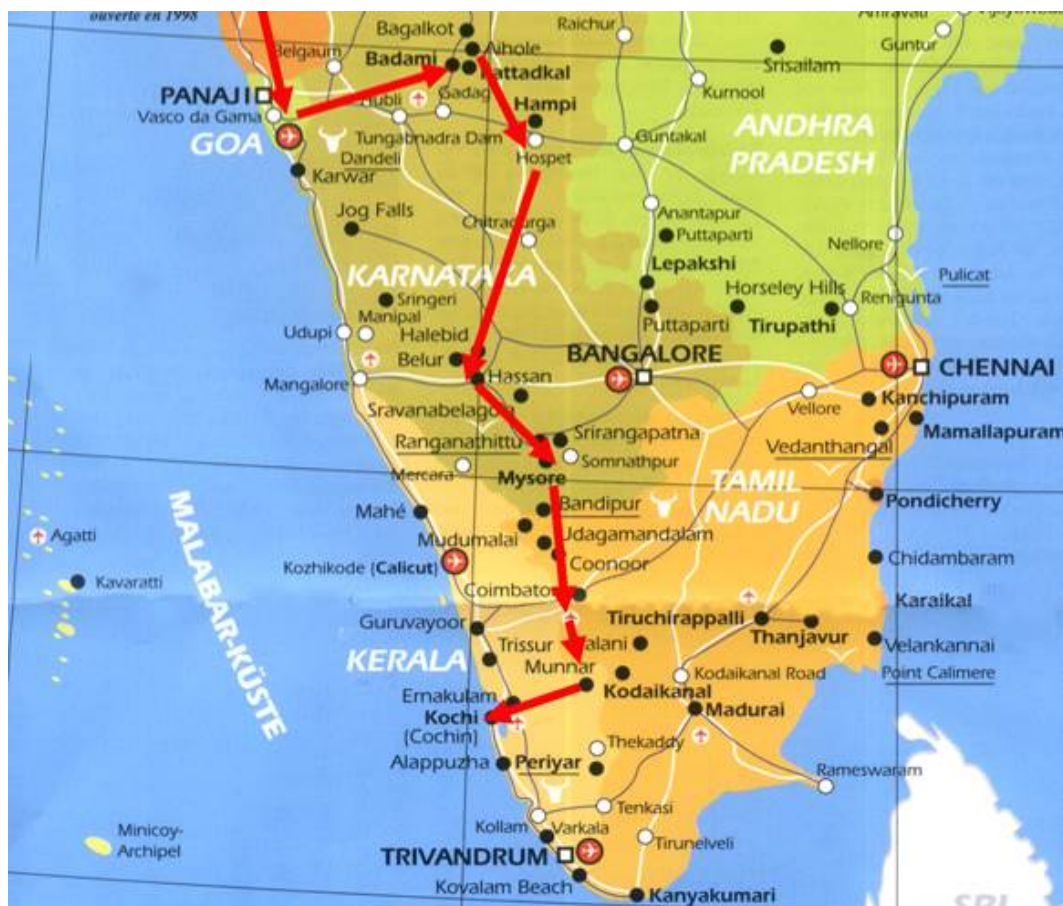 ouverte en 1998
Bagalkot
Raichur
Guntur
Belgaum
Aihole
Badami
Pattadkal
Srisailam
PANAJI
Gadag
Hampi
Kurnool
Vasco da Gama
Hubli
GOA
Tungabnadra Dam
Guntakal
ANDHRA
PRADESH
Dandeli
Hospet
Karwar
Jog Falls
Chitradurga
Anantapur
Puttaparti
Nellore
KARNATAKA
Lepakshi
Pulicat
Sringeri
Horseley Hills
Renigunta
Manipal
Udupi
Halebid
Puttaparti
Tirupathi
Belur
BANGALORE
CHENNAI
Mangalore
Hassan
Vellore
Kanchipuram
Sravanabelagola
Mamallapuram
Ranganathittu
Srirangapatna
Vedanthangal
Mercara
Somnathpur
Mysore
TAMIL
NADU
MALABAR-KÜSTE
Bandipur
Pondicherry
Mahé
Agatti
Mudumalai
Udagamandalam
Kozhikode (Calicut)
Coonoor
Chidambaram
Kavaratti
Karaikal
Guruvayoor
Tiruchirappalli
Thanjavur
Trissur
Velankannai
KERALA
Munnar
Kodaikanal Road
Point Calimere
Ernakulam
Kodaikanal
Kochi
(Cochin)
Madurai
Thekaddy
Alappuzha
Periyar
Rameswaram
Tenkasi
Minicoy-
Archipel
Kollam
Varkala
Tirunelveli
TRIVANDRUM
Kovalam Beach
Kanyakumari